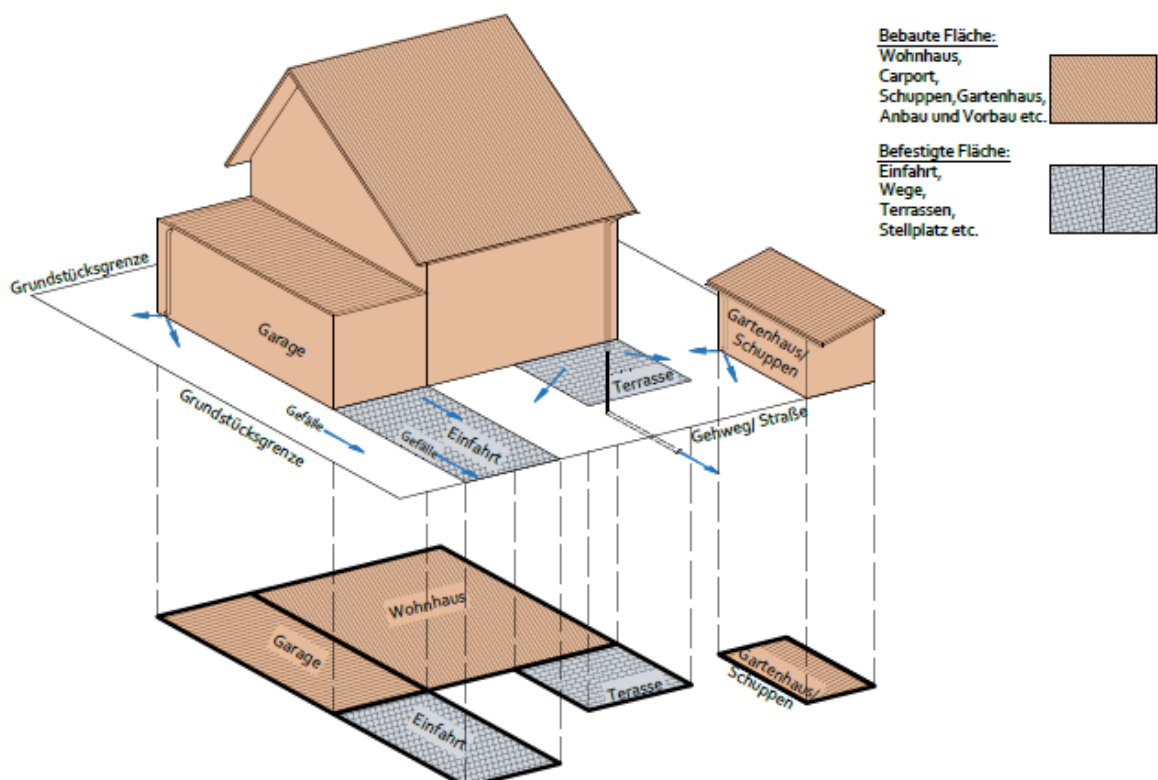 Bebaute Fläche:
Wohnhaus,
Carport,
Schuppen,Gartenhaus,
Anbau und Vorbau etc.
Befestigte Fläche:
Einfahrt,
Wege,
Terrassen,
Stellplatz etc.
Grundstücksgrenze
Garage
Gartenhaus/
Schuppen
Terrasse
Gehweg/ Straße
Grundstücksgrenze
Gefälle
Gefälle
Einfahrt
Wohnhaus
Garage
Einfahrt
Terasse
Gartenhaus/
Schuppen